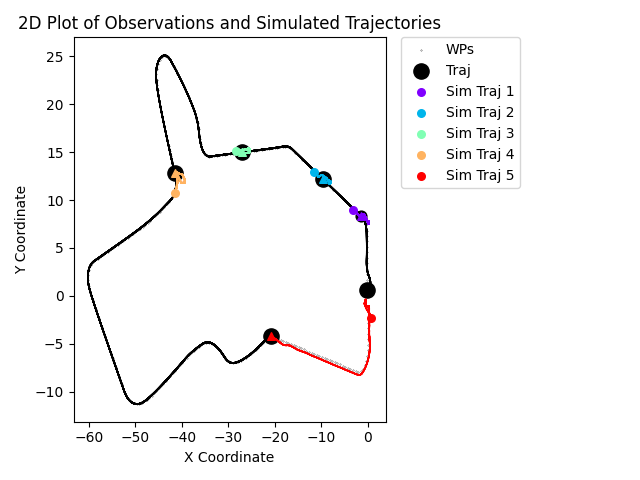 2D Plot of Observations and Simulated Trajectories
WPs
Traj
Sim Traj 1
Sim Traj 2
Sim Traj 3
Sim Traj 4
Sim Traj 5
25
20
15
10
5
0
−5
−10
Y Coordinate
−60 −50 −40 −30 −20 −10 0
X Coordinate